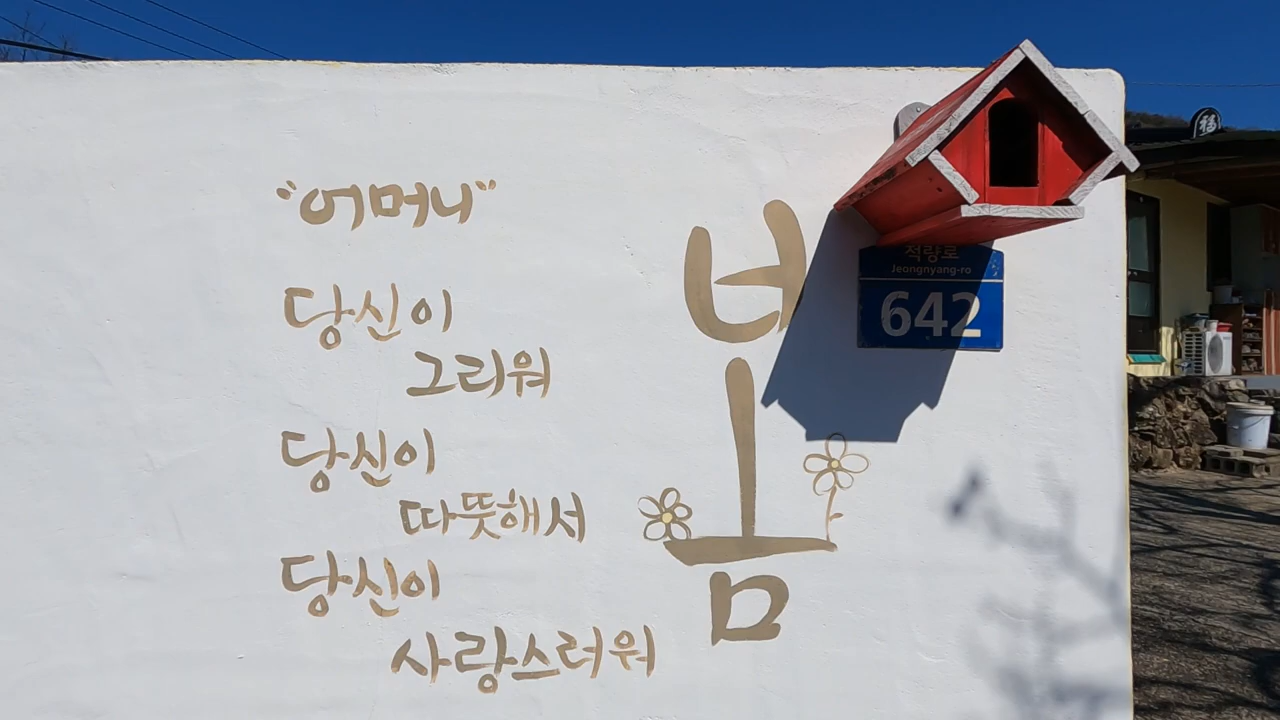 "어머니"
당신이
그리워
당신이
따뜻해서
당신이
사랑스러워
봄
적량로
Jeongnyang-ro
642
福